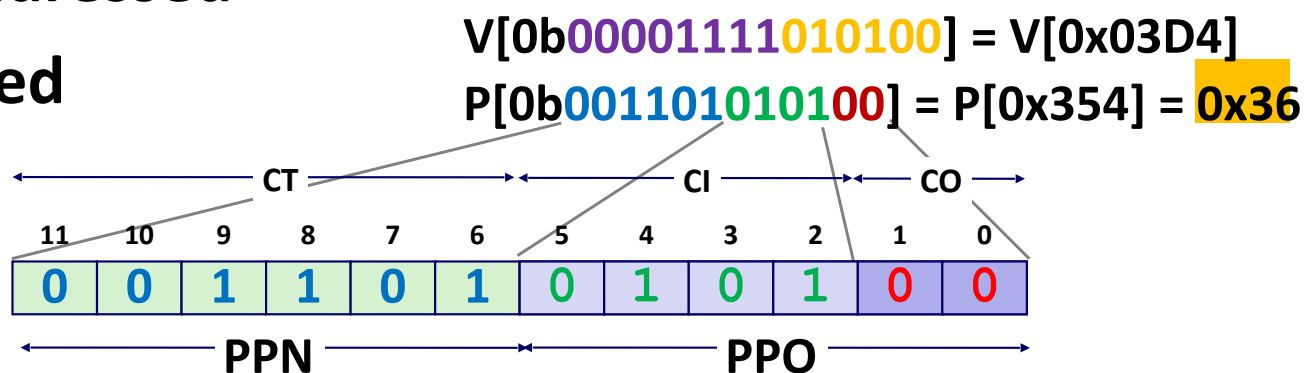 ed
V[0b00001111010100] = V[0x03D4]
P[0b001101010100] = P[0x354] = 0x36
CT CI CO
11 10 9 8 7 6 5 4 3 2 1 0
0 0 1 1 0 1 0 1 0 1 0 0
PPN PPO